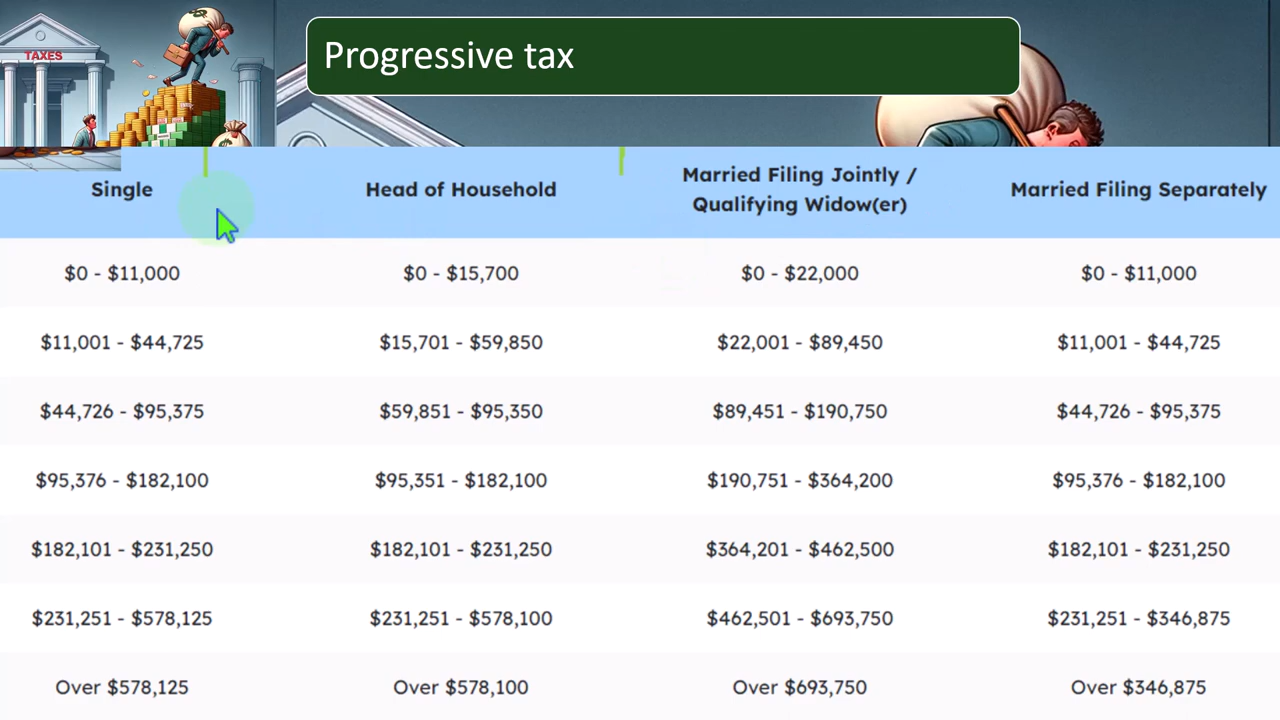 TAXES
Progressive tax
Single
Head of Household
Married Filing Jointly /
Qualifying Widow(er)
Married Filing Separately
$0 - $11,000
$0 - $15,700
$0 - $22,000
$0 - $11,000
$11,001 - $44,725
$15,701 - $59,850
$22,001 - $89,450
$11,001 - $44,725
$44,726 - $95,375
$59,851 - $95,350
$89,451 - $190,750
$44,726 - $95,375
$95,376 - $182,100
$95,351 - $182,100
$190,751 - $364,200
$95,376 - $182,100
$182,101 - $231,250
$182,101 - $231,250
$364,201 - $462,500
$182,101 - $231,250
$231,251 - $578,125
$231,251 - $578,100
$462,501 - $693,750
$231,251 - $346,875
Over $578,125
Over $578,100
Over $693,750
Over $346,875